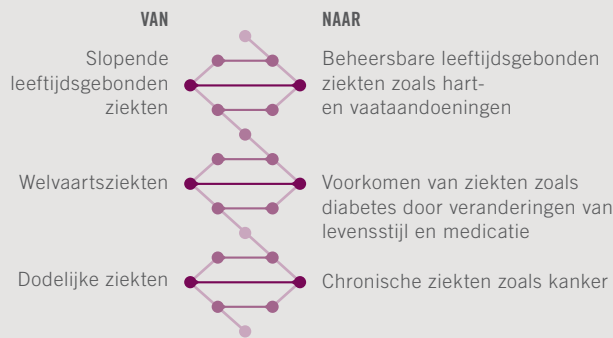 VAN
NAAR
Slopende
leeftijdsgebonden
ziekten
Beheersbare leeftijdsgebonden
ziekten zoals hart-
en vaataandoeningen
Welvaartsziekten
Voorkomen van ziekten zoals
diabetes door veranderingen van
levensstijl en medicatie
Dodelijke ziekten
Chronische ziekten zoals kanker